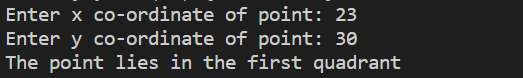 Enter x co-ordinate of point: 23
Enter y co-ordinate of point: 30
The point lies in the first quadrant